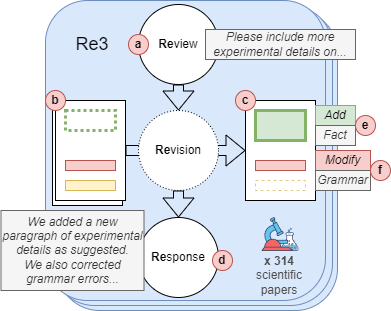 Re3
a
Review
Please include more
experimental details on...
b
c
Add
Fact
e
Revision
Modify
Grammar
f
We added a new
paragraph of experimental
details as suggested.
We also corrected
grammar errors...
Response
d
x 314
scientific
papers